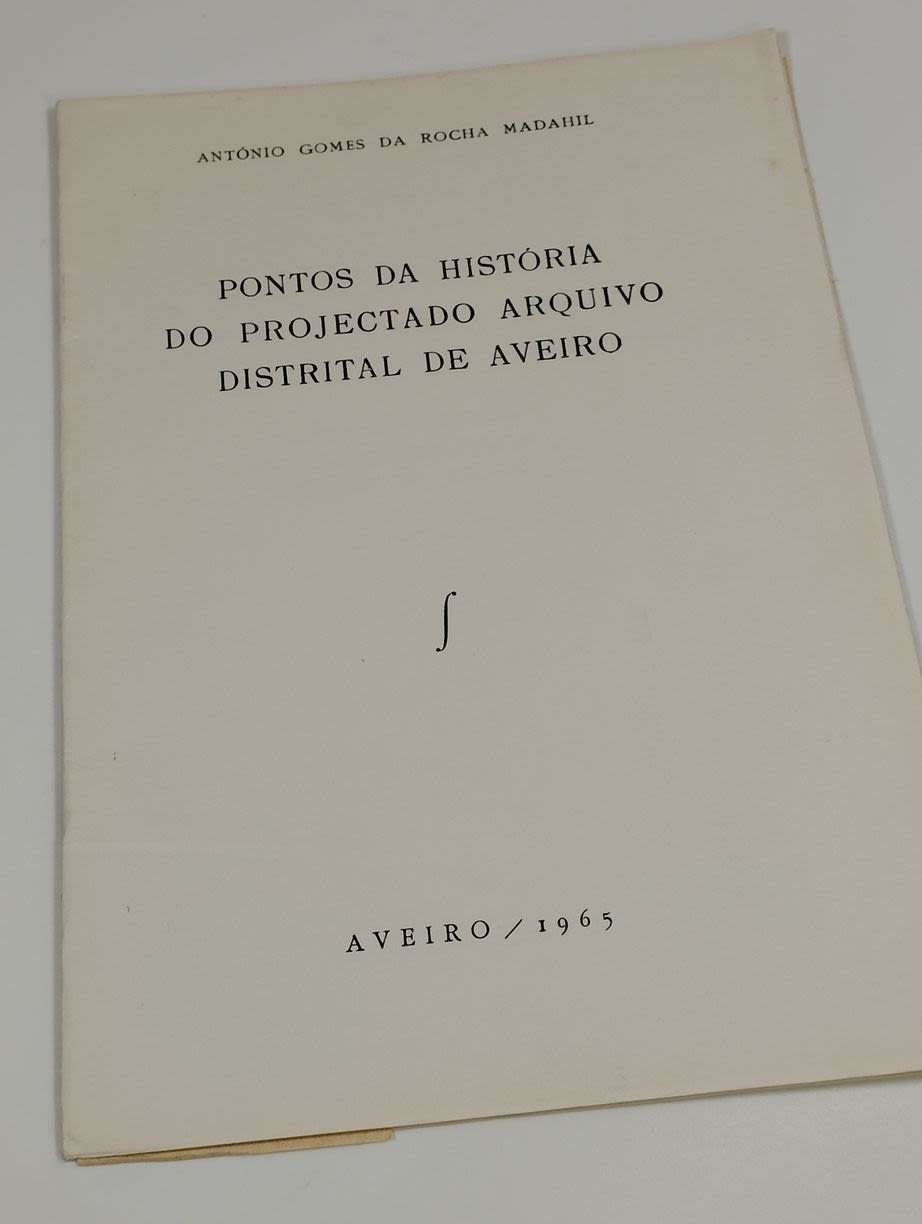 ANTÓNIO GOMES DA ROCHA MADAHIL
PONTOS DA HISTÓRIA
DO PROJECTADO ARQUIVO
DISTRITAL DE AVEIRO
∫
AVEIRO / 1965